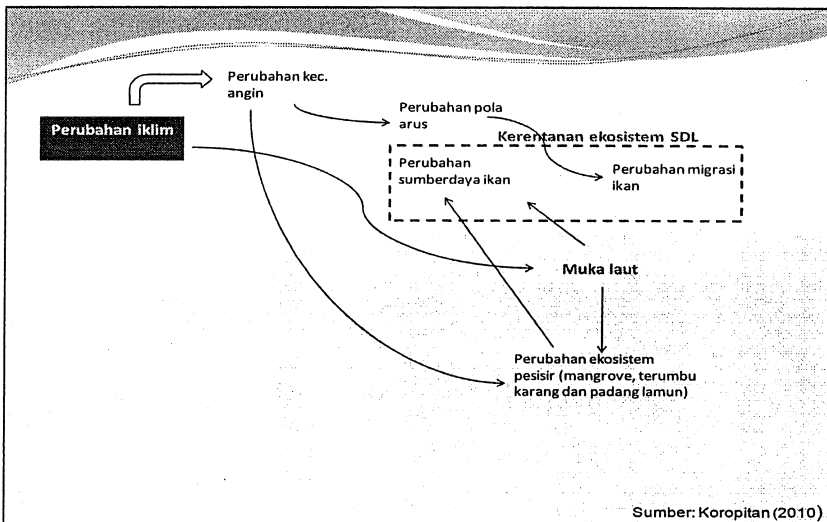 Perubahan kec.
angin
Perubahan iklim
Perubahan pola
arus
Kerentanan ekosistem SDL
Perubahan
sumberdaya ikan
Perubahan migrasi
ikan
Muka laut
Perubahan ekosistem
pesisir (mangrove, terumbu
karang dan padang lamun)
Sumber: Koropitan (2010)